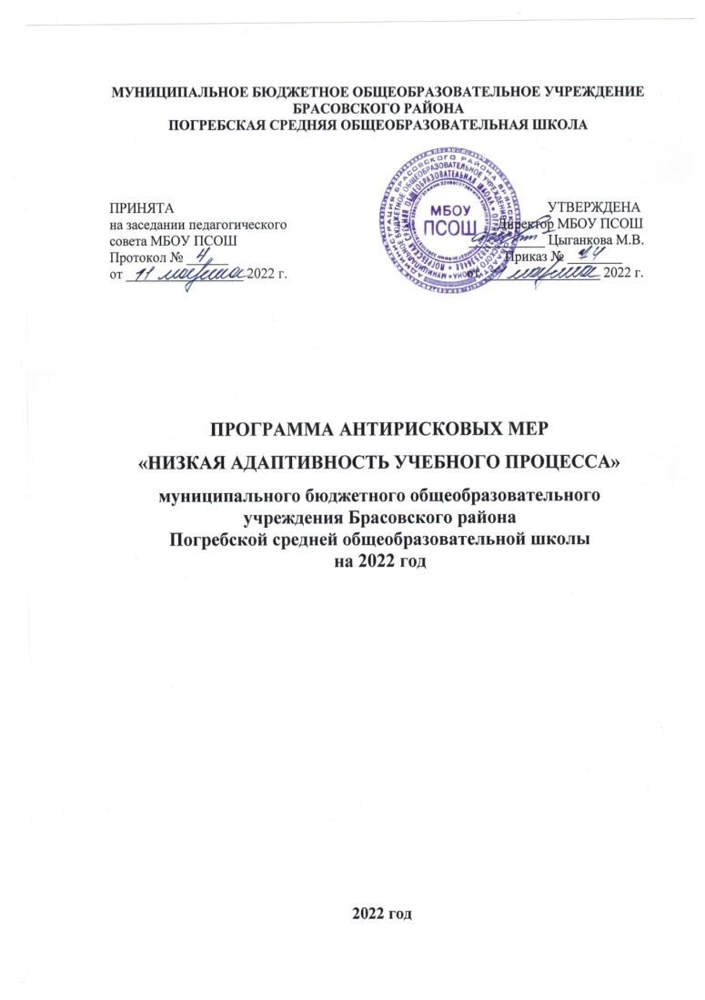 МУНИЦИПАЛЬНОЕ БЮДЖЕТНОЕ ОБЩЕОБРАЗОВАТЕЛЬНОЕ УЧРЕЖДЕНИЕ
БРАСОВСКОГО РАЙОНА
ПОГРЕБСКАЯ СРЕДНЯЯ ОБЩЕОБРАЗОВАТЕЛЬНАЯ ШКОЛА
ПРИНЯТА
на заседании педагогического
совета МБОУ ПСОШ
Протокол № 4
от 11 марта 2022 г.
УТВЕРЖДЕНА
Директор МБОУ ПСОШ
Цыганкова М.В.
Приказ №
от марта 2022 г.
МБОУ
ПСОШ
ПРОГРАММА АНТИРИСКОВЫХ МЕР
«НИЗКАЯ АДАПТИВНОСТЬ УЧЕБНОГО ПРОЦЕССА»
муниципального бюджетного общеобразовательного
учреждения Брасовского района
Погребской средней общеобразовательной школы
на 2022 год
2022 год